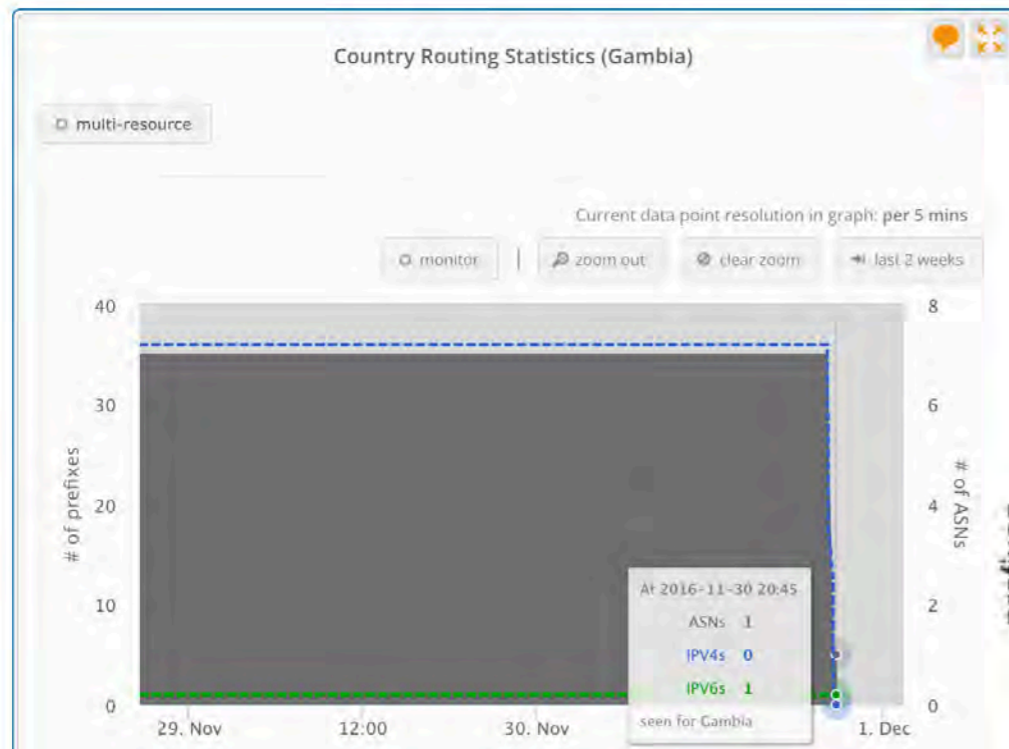 Country Routing Statistics (Gambia)
multi-resource
Current data point resolution in graph: per 5 mins
monitor | zoom out clear zoom last 2 weeks
40 8
30 6
20 4
10 2
0 0
# of prefixes
# of ASNs
At 2016-11-30 20:45
ASNs 1
IPV4s 0
IPV6s 1
seen for Gambia
29. Nov 12:00 30. Nov 1. Dec